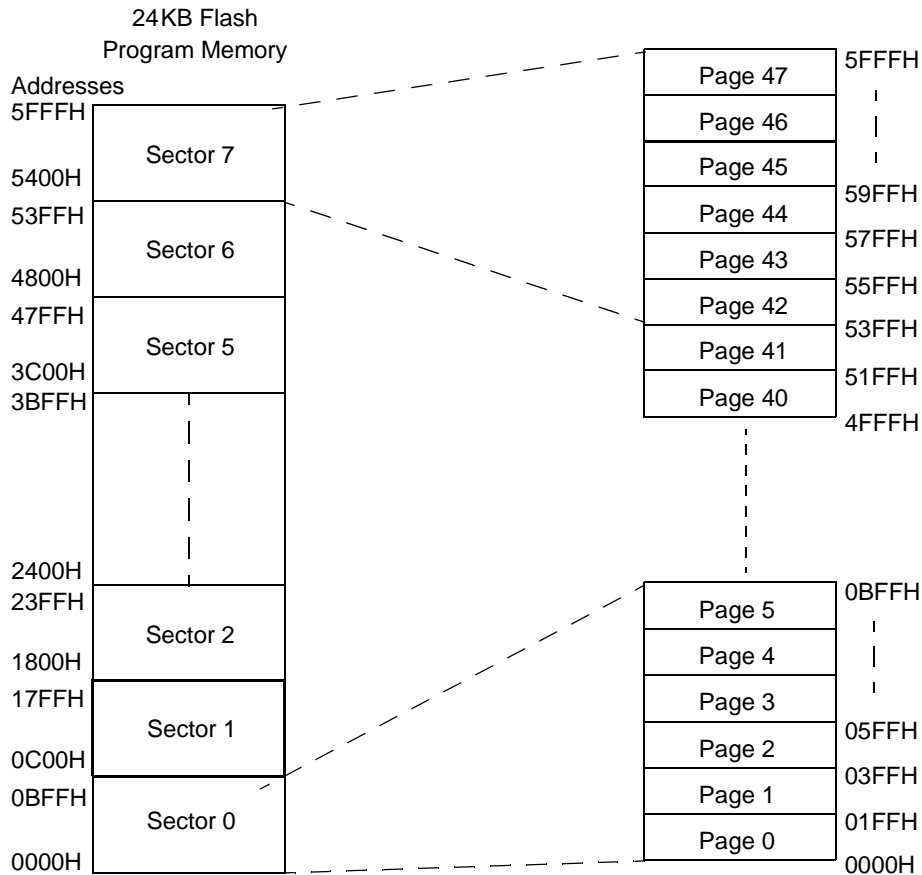 24KB Flash
Program Memory
Addresses
5FFFH
Sector 7
5400H
53FFH
Sector 6
4800H
47FFH
Sector 5
3C00H
3BFFH
2400H
23FFH
Sector 2
1800H
17FFH
Sector 1
0C00H
0BFFH
Sector 0
0000H
Page 47
5FFFH
Page 46
Page 45
59FFH
Page 44
57FFH
Page 43
55FFH
Page 42
53FFH
Page 41
51FFH
Page 40
4FFFH
Page 5
0BFFH
Page 4
Page 3
05FFH
Page 2
03FFH
Page 1
01FFH
Page 0
0000H